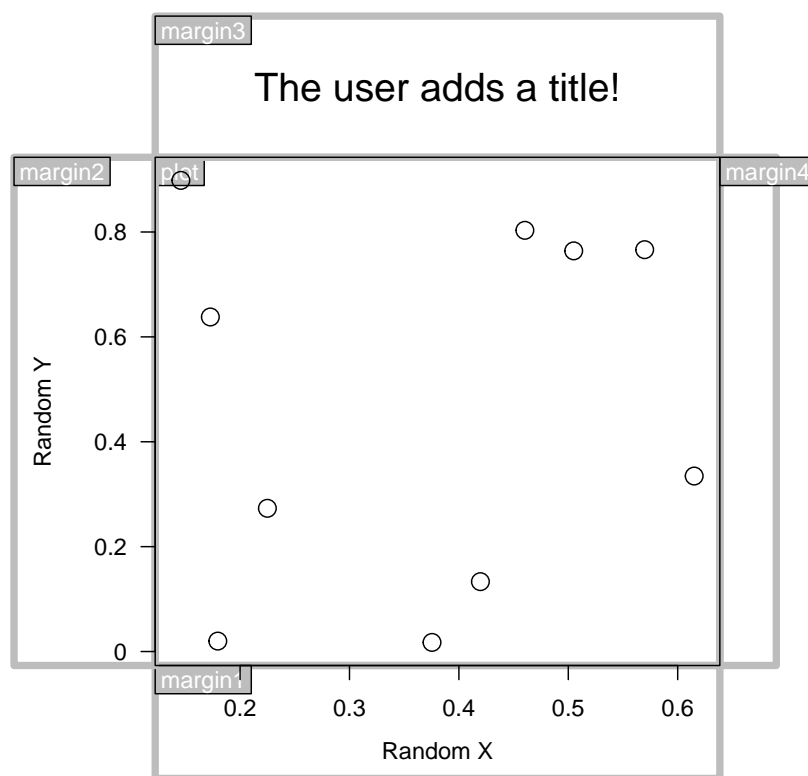 margin3
The user adds a title!
margin2
plot
margin4
0.8
0.6
0.4
0.2
0
Random Y
margin1
0.2 0.3 0.4 0.5 0.6
Random X